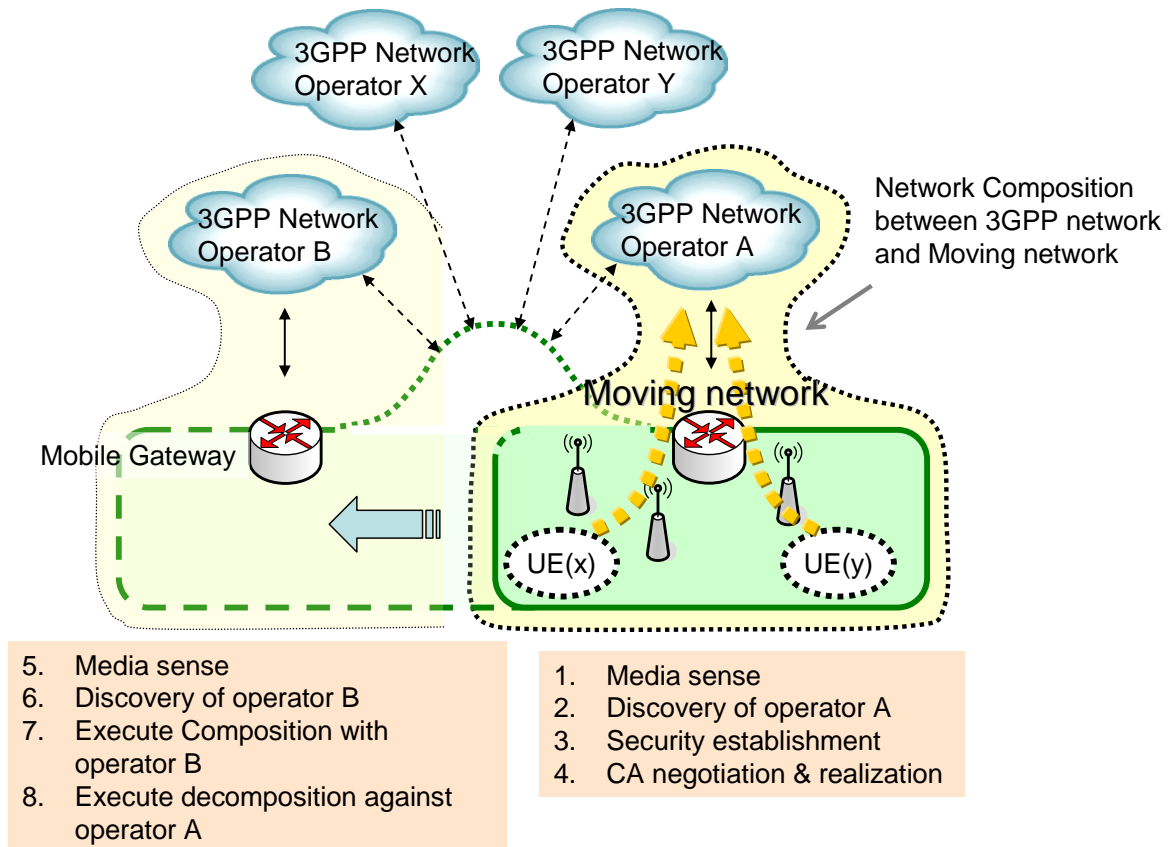 3GPP Network
Operator X
3GPP Network
Operator Y
3GPP Network
Operator B
3GPP Network
Operator A
Network Composition
between 3GPP network
and Moving network
Moving network
Mobile Gateway
UE(x)
UE(y)
5. Media sense
6. Discovery of operator B
7. Execute Composition with
operator B
8. Execute decomposition against
operator A
1. Media sense
2. Discovery of operator A
3. Security establishment
4. CA negotiation & realization